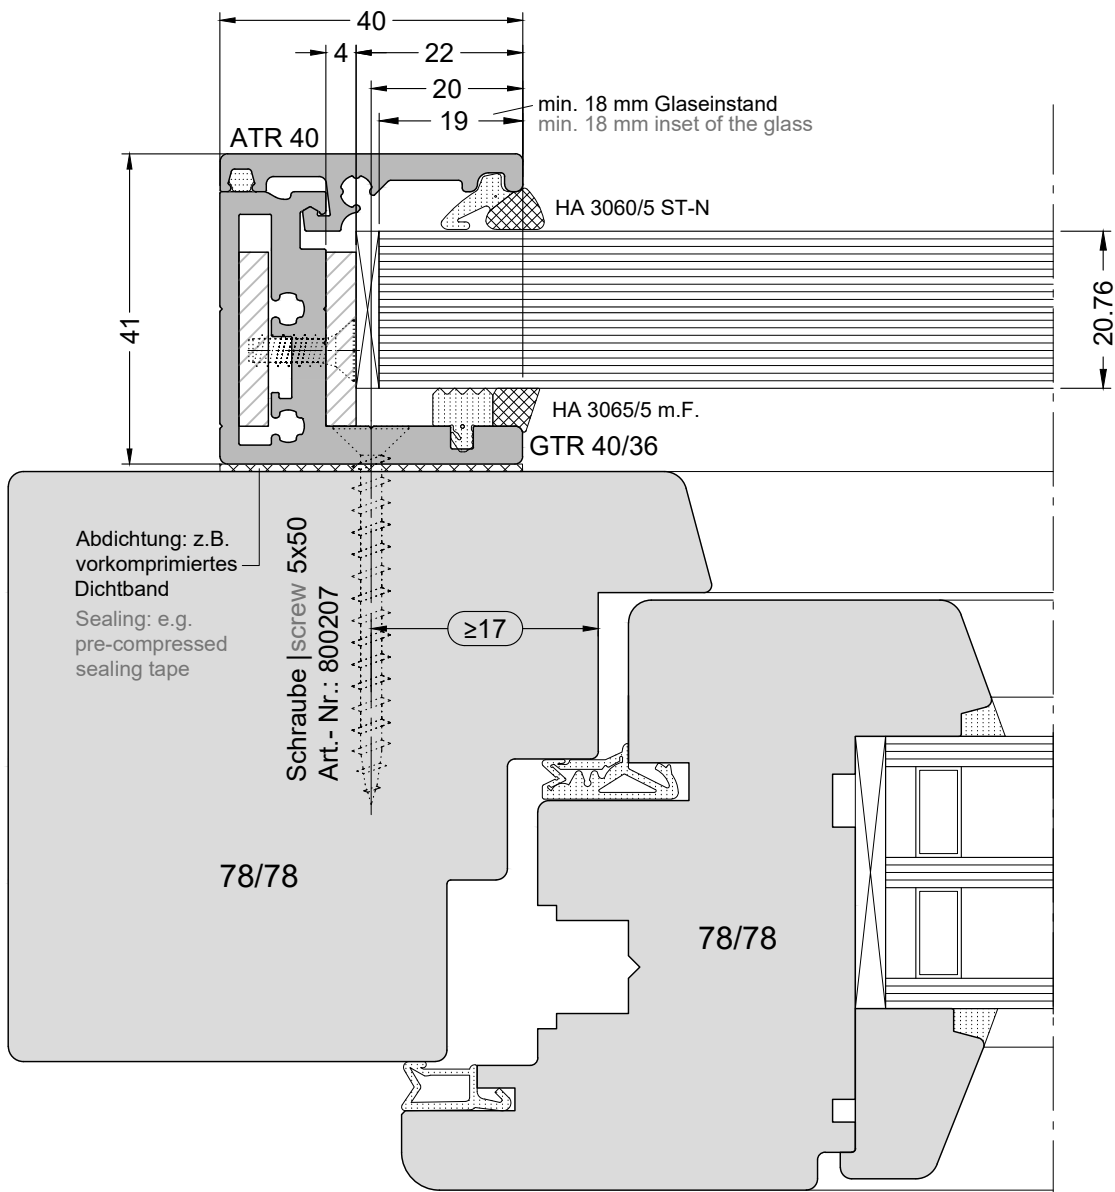 40
4
22
20
19
min. 18 mm Glaseinstand
min. 18 mm inset of the glass
ATR 40
HA 3060/5 ST-N
41
20.76
HA 3065/5 m.F.
GTR 40/36
Abdichtung: z.B.
vorkomprimiertes
Dichtband
Sealing: e.g.
pre-compressed
sealing tape
Schraube | screw 5x50
Art.- Nr.: 800207
≥17
78/78
78/78